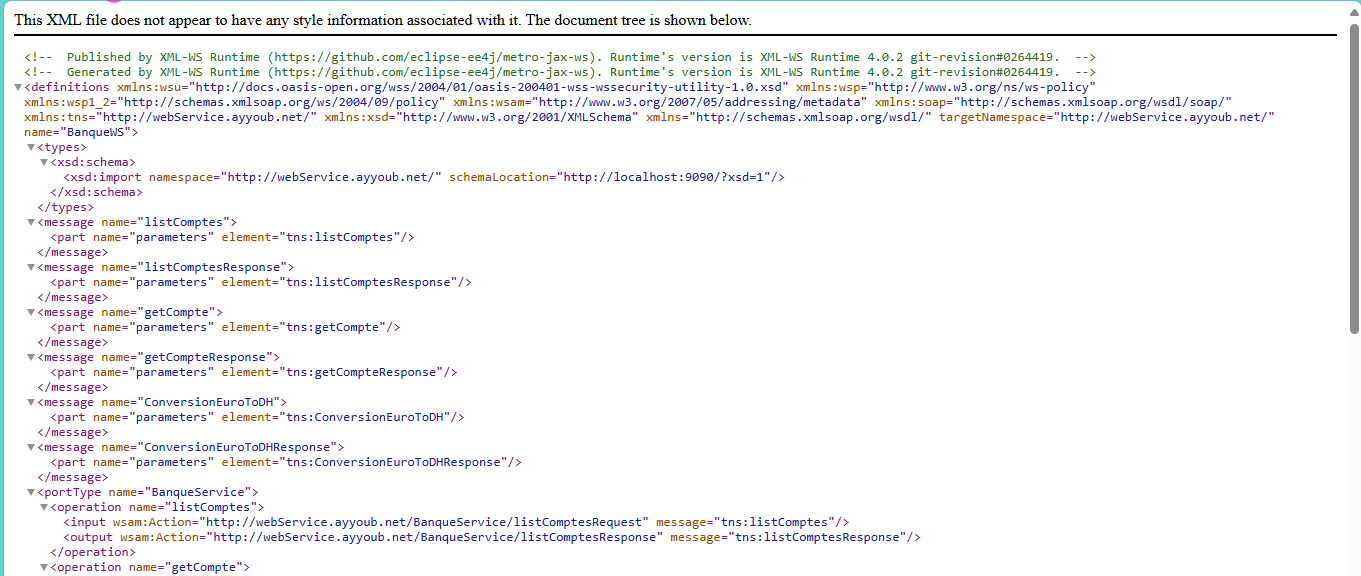 This XML file does not appear to have any style information associated with it. The document tree is shown below.
<!-- Published by XML-WS Runtime (https://github.com/eclipse-ee4j/metro-jax-ws). Runtime's version is XML-WS Runtime 4.0.2 git-revision#0264419. -->
<!-- Generated by XML-WS Runtime (https://github.com/eclipse-ee4j/metro-jax-ws). Runtime's version is XML-WS Runtime 4.0.2 git-revision#0264419. -->
▼<definitions xmlns:wsu="http://docs.oasis-open.org/wss/2004/01/oasis-200401-wss-wssecurity-utility-1.0.xsd" xmlns:wsp="http://www.w3.org/ns/ws-policy"
xmlns:wsp1_2="http://schemas.xmlsoap.org/ws/2004/09/policy" xmlns:wsam="http://www.w3.org/2007/05/addressing/metadata" xmlns:soap="http://schemas.xmlsoap.org/wsdl/soap/"
xmlns:tns="http://webService.ayyoub.net/" xmlns:xsd="http://www.w3.org/2001/XMLSchema" xmlns="http://schemas.xmlsoap.org/wsdl/" targetNamespace="http://webService.ayyoub.net/"
name="BanqueWS">
▼<types>
▼<xsd:schema>
<xsd:import namespace="http://webService.ayyoub.net/" schemaLocation="http://localhost:9090/?xsd=1"/>
</xsd:schema>
</types>
▼<message name="listComptes">
<part name="parameters" element="tns:listComptes"/>
</message>
▼<message name="listComptesResponse">
<part name="parameters" element="tns:listComptesResponse"/>
</message>
▼<message name="getCompte">
<part name="parameters" element="tns:getCompte"/>
</message>
▼<message name="getCompteResponse">
<part name="parameters" element="tns:getCompteResponse"/>
</message>
▼<message name="ConversionEuroToDH">
<part name="parameters" element="tns:ConversionEuroToDH"/>
</message>
▼<message name="ConversionEuroToDHResponse">
<part name="parameters" element="tns:ConversionEuroToDHResponse"/>
</message>
▼<portType name="BanqueService">
▼<operation name="listComptes">
<input wsam:Action="http://webService.ayyoub.net/BanqueService/listComptesRequest" message="tns:listComptes"/>
<output wsam:Action="http://webService.ayyoub.net/BanqueService/listComptesResponse" message="tns:listComptesResponse"/>
</operation>
▼<operation name="getCompte">